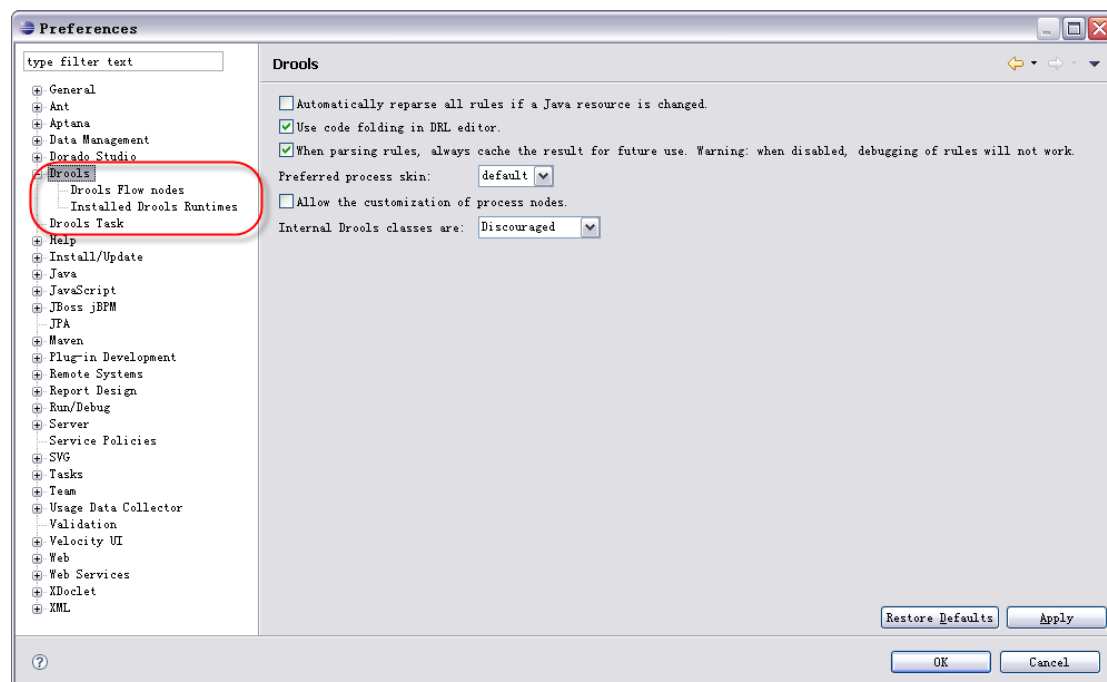 Preferences
type filter text
General
Ant
Aptana
Data Management
Dorado Studio
Drools
Drools Flow nodes
Installed Drools Runtimes
Drools Task
Help
Install/Update
Java
JavaScript
JBoss jBPM
JPA
Maven
Plug-in Development
Remote Systems
Report Design
Run/Debug
Server
Service Policies
SVG
Tasks
Team
Usage Data Collector
Validation
Velocity UI
Web
Web Services
XDoclet
XML
Drools
Automatically reparse all rules if a Java resource is changed.
Use code folding in DRL editor.
When parsing rules, always cache the result for future use. Warning: when disabled, debugging of rules will not work.
Preferred process skin: default
Allow the customization of process nodes.
Internal Drools classes are: Discouraged
Restore Defaults Apply
OK Cancel